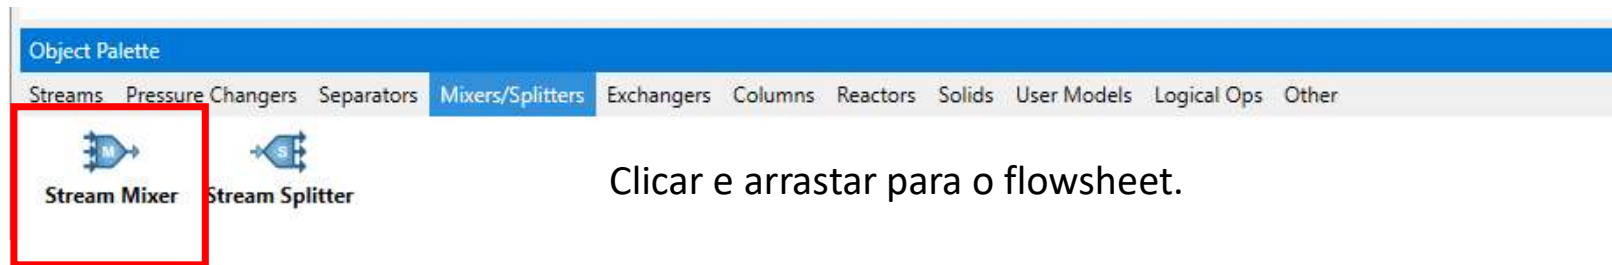 Object Palette
Streams Pressure Changers Separators Mixers/Splitters Exchangers Columns Reactors Solids User Models Logical Ops Other
M S
Stream Mixer Stream Splitter
Clicar e arrastar para o flowsheet.